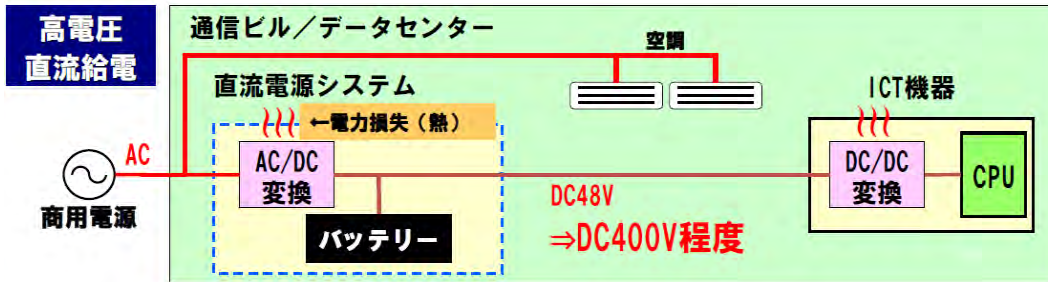 高電圧
直流給電
通信ビル／データセンター
空調
直流電源システム
ICT機器
←電力損失（熱）
AC
AC/DC
変換
DC/DC
変換
CPU
商用電源
バッテリー
DC48V
⇒DC400V程度